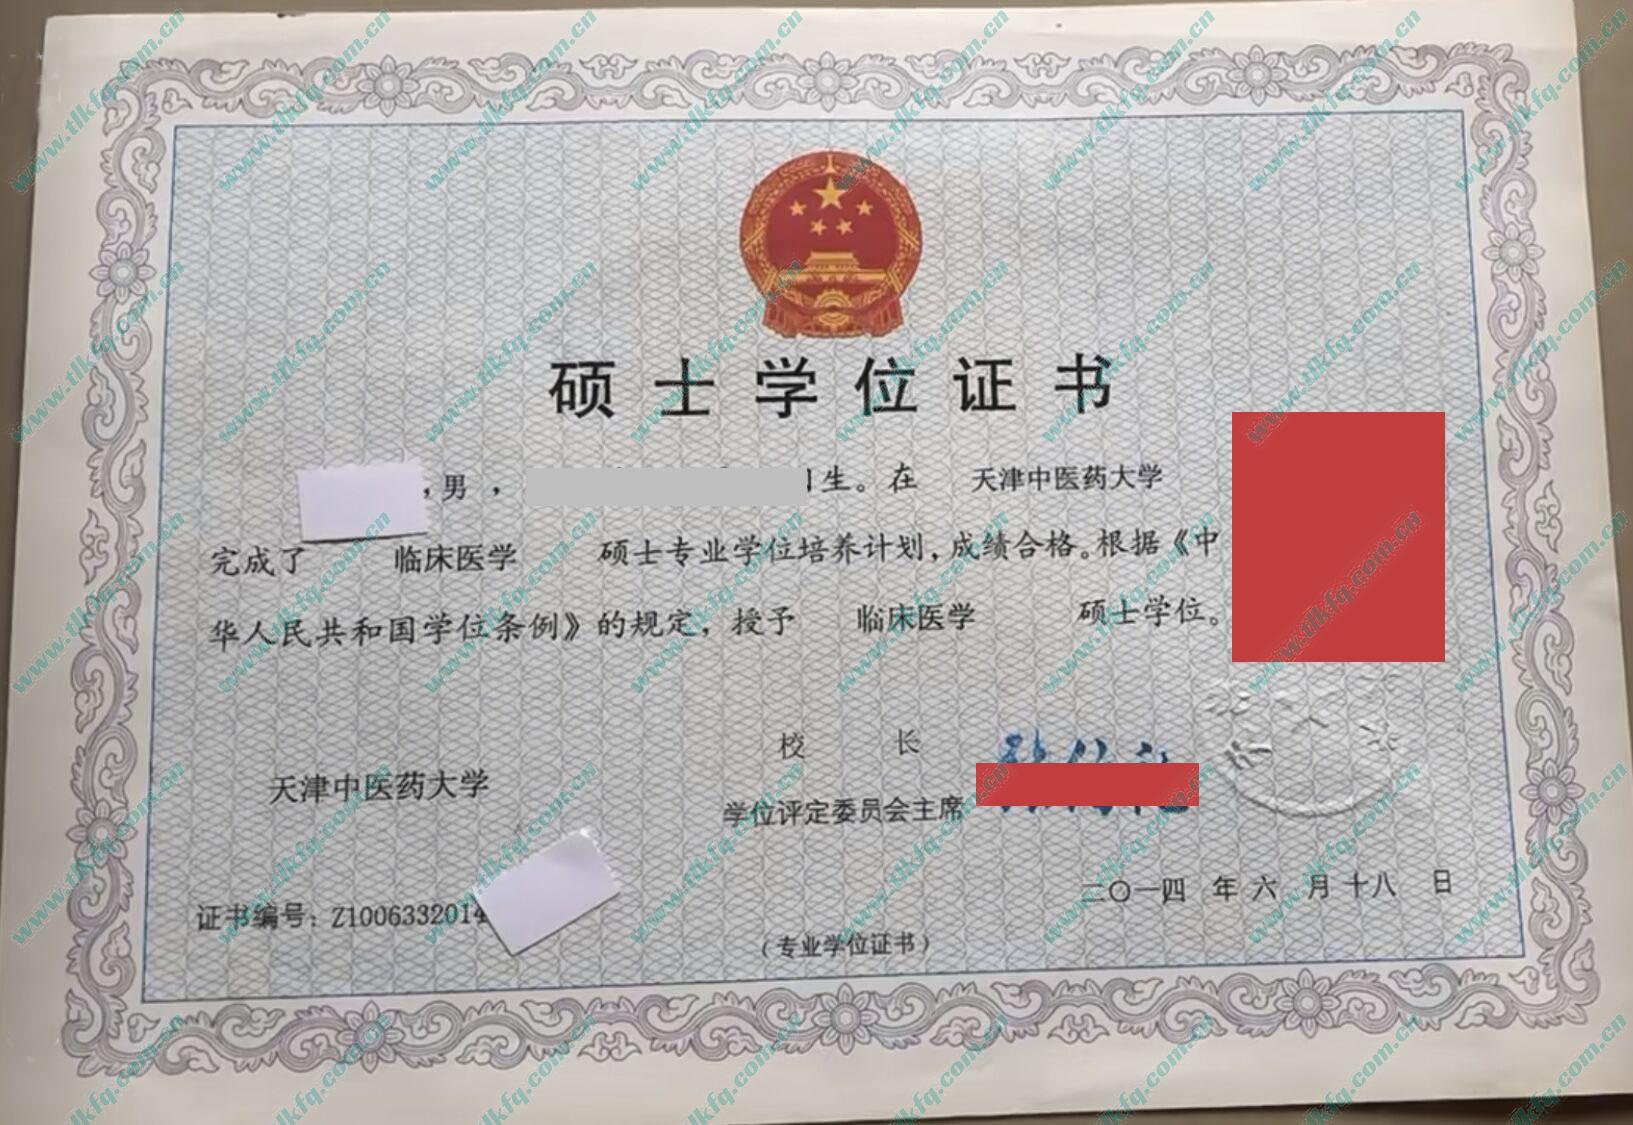 硕士学位证书
，男，
日生。在 天津中医药大学
完成了 临床医学 硕士专业学位培养计划，成绩合格。根据《中
华人民共和国学位条例》的规定，授予 临床医学 硕士学位。
校 长
天津中医药大学
学位评定委员会主席
二〇一四 年 六 月 十八 日
证书编号：Z1006332014
（专业学位证书）
www.tlkfq.com.cn